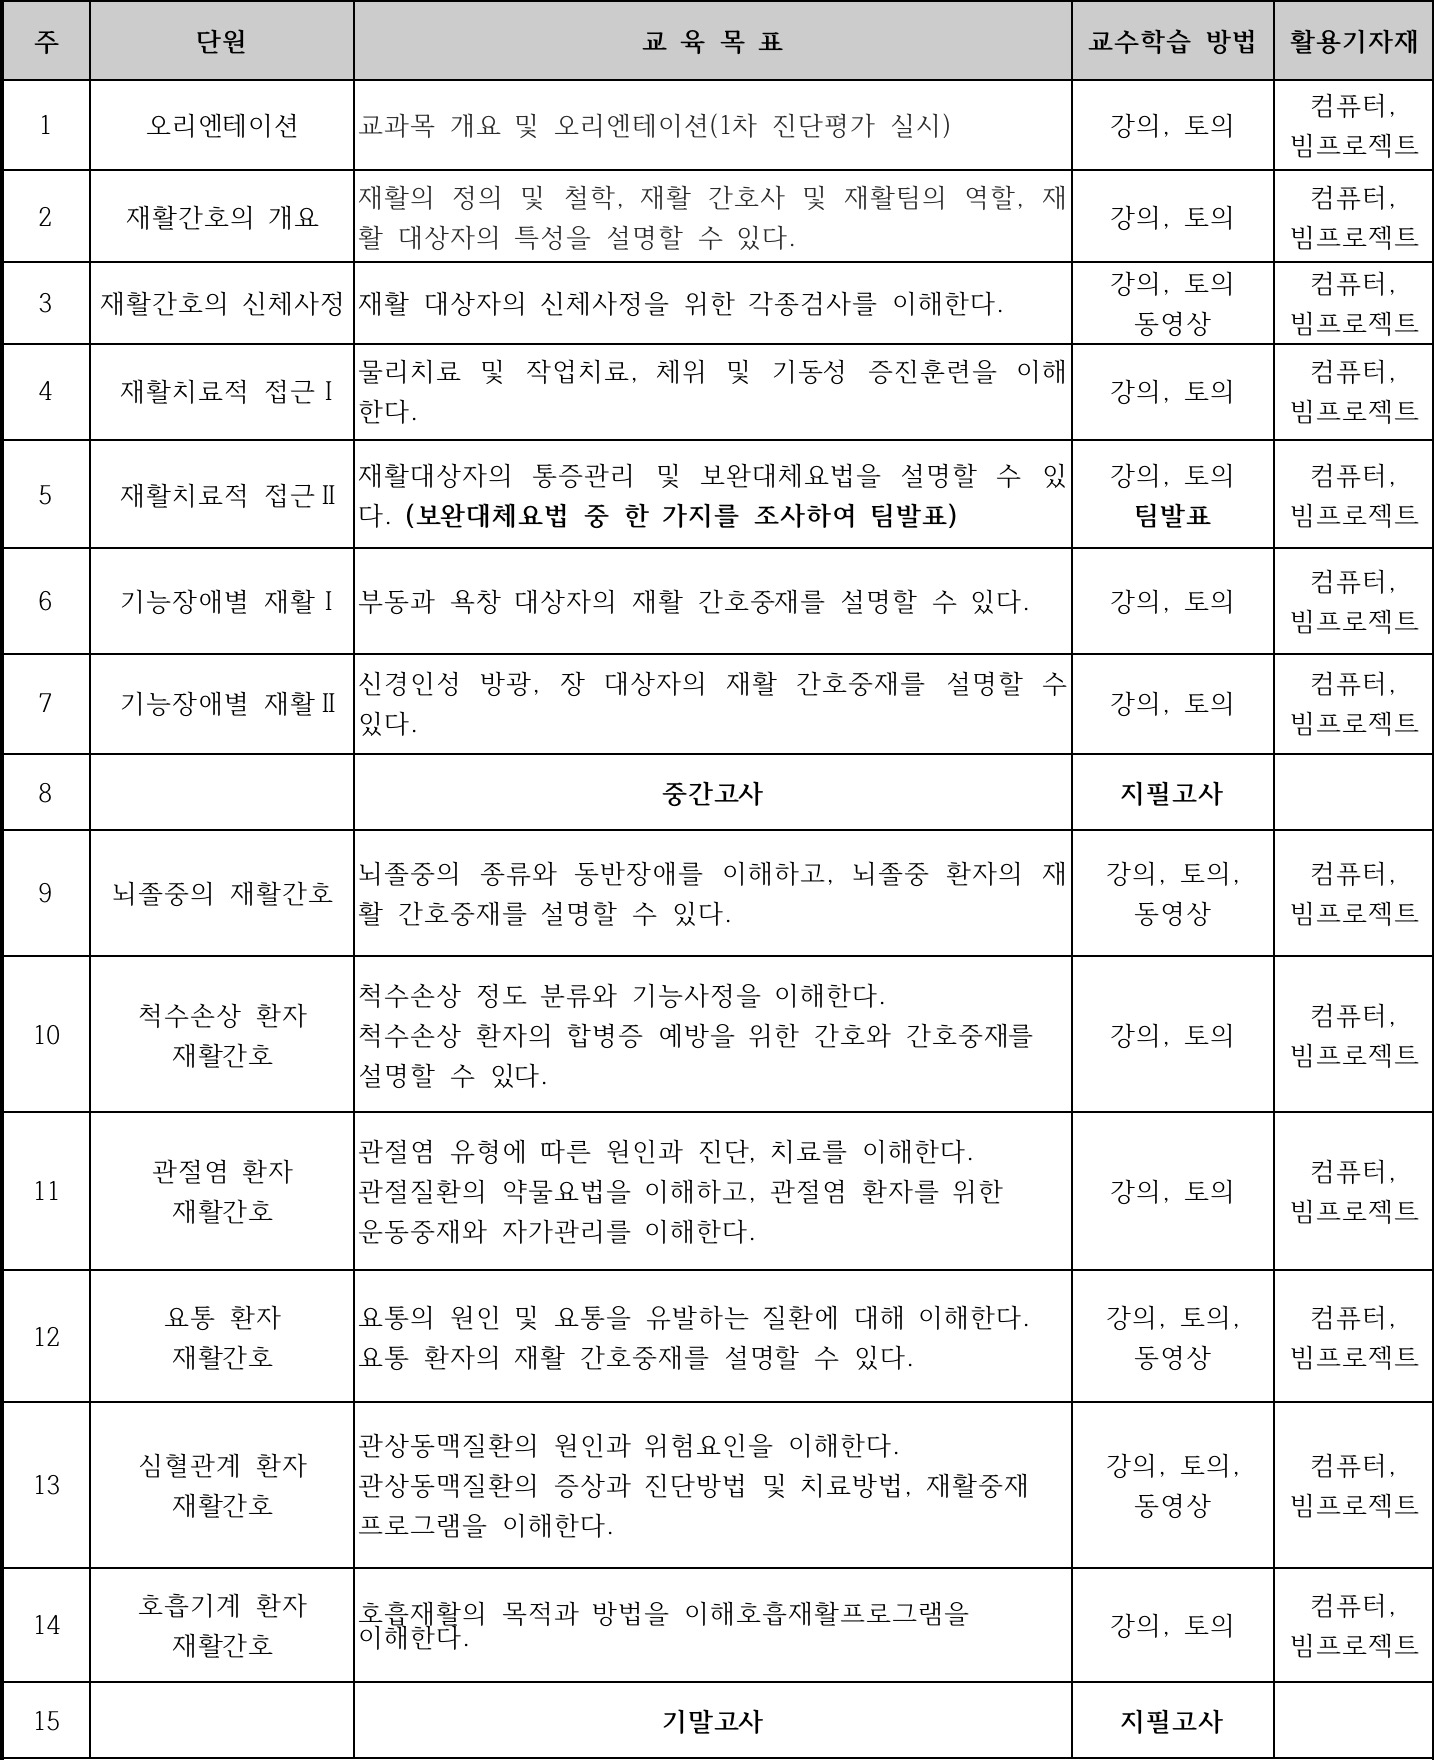 주 단원 교 육 목 표 교수학습 방법 활용기자재
1 오리엔테이션 교과목 개요 및 오리엔테이션(1차 진단평가 실시) 강의, 토의 컴퓨터,
빔프로젝트
2 재활간호의 개요 재활의 정의 및 철학, 재활 간호사 및 재활팀의 역할, 재 강의, 토의 컴퓨터,
활 대상자의 특성을 설명할 수 있다. 빔프로젝트
3 재활간호의 신체사정 재활 대상자의 신체사정을 위한 각종검사를 이해한다. 강의, 토의 컴퓨터,
동영상 빔프로젝트
4 재활치료적 접근Ⅰ 물리치료 및 작업치료, 체위 및 기동성 증진훈련을 이해 강의, 토의 컴퓨터,
한다. 빔프로젝트
5 재활치료적 접근Ⅱ 재활대상자의 통증관리 및 보완대체요법을 설명할 수 있 강의, 토의 컴퓨터,
다. (보완대체요법 중 한 가지를 조사하여 팀발표) 팀발표 빔프로젝트
6 기능장애별 재활Ⅰ 부동과 욕창 대상자의 재활 간호중재를 설명할 수 있다. 강의, 토의 컴퓨터,
빔프로젝트
7 기능장애별 재활Ⅱ 신경인성 방광, 장 대상자의 재활 간호중재를 설명할 수 강의, 토의 컴퓨터,
있다. 빔프로젝트
8 중간고사 지필고사
9 뇌졸중의 재활간호 뇌졸중의 종류와 동반장애를 이해하고, 뇌졸중 환자의 재 강의, 토의, 컴퓨터,
활 간호중재를 설명할 수 있다. 동영상 빔프로젝트
10 척수손상 환자 척수손상 정도 분류와 기능사정을 이해한다. 강의, 토의 컴퓨터,
재활간호 척수손상 환자의 합병증 예방을 위한 간호와 간호중재를 빔프로젝트
설명할 수 있다.
11 관절염 환자 관절염 유형에 따른 원인과 진단, 치료를 이해한다. 강의, 토의 컴퓨터,
재활간호 관절질환의 약물요법을 이해하고, 관절염 환자를 위한 빔프로젝트
운동중재와 자가관리를 이해한다.
12 요통 환자 요통의 원인 및 요통을 유발하는 질환에 대해 이해한다. 강의, 토의, 컴퓨터,
재활간호 요통 환자의 재활 간호중재를 설명할 수 있다. 동영상 빔프로젝트
13 심혈관계 환자 관상동맥질환의 원인과 위험요인을 이해한다. 강의, 토의, 컴퓨터,
재활간호 관상동맥질환의 증상과 진단방법 및 치료방법, 재활중재 동영상 빔프로젝트
프로그램을 이해한다.
14 호흡기계 환자 호흡재활의 목적과 방법을 이해호흡재활프로그램을 강의, 토의 컴퓨터,
재활간호 이해한다. 빔프로젝트
15 기말고사 지필고사